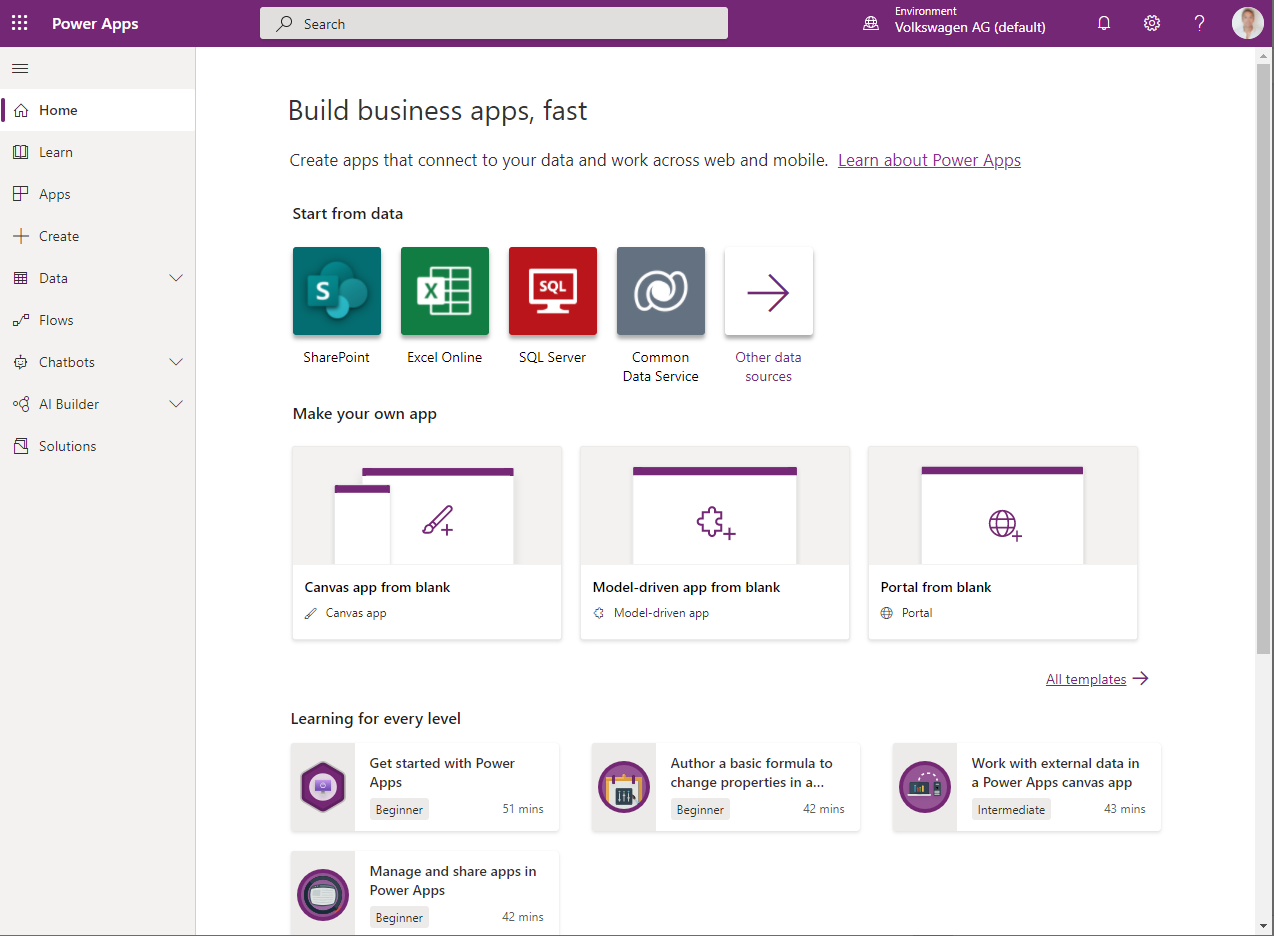 Power Apps
Search
Environment
Volkswagen AG (default)
?
Home
Learn
Apps
Create
Data
Flows
Chatbots
AI Builder
Solutions
Build business apps, fast
Create apps that connect to your data and work across web and mobile. Learn about Power Apps
Start from data
S
X
SQL
SharePoint
Excel Online
SQL Server
Common
Data Service
Other data
sources
Make your own app
Canvas app from blank
Canvas app
Model-driven app from blank
Model-driven app
Portal from blank
Portal
All templates
Learning for every level
Get started with Power
Apps
Beginner 51 mins
Author a basic formula to
change properties in a...
Beginner 42 mins
Work with external data in
a Power Apps canvas app
Intermediate 43 mins
Manage and share apps in
Power Apps
Beginner 42 mins